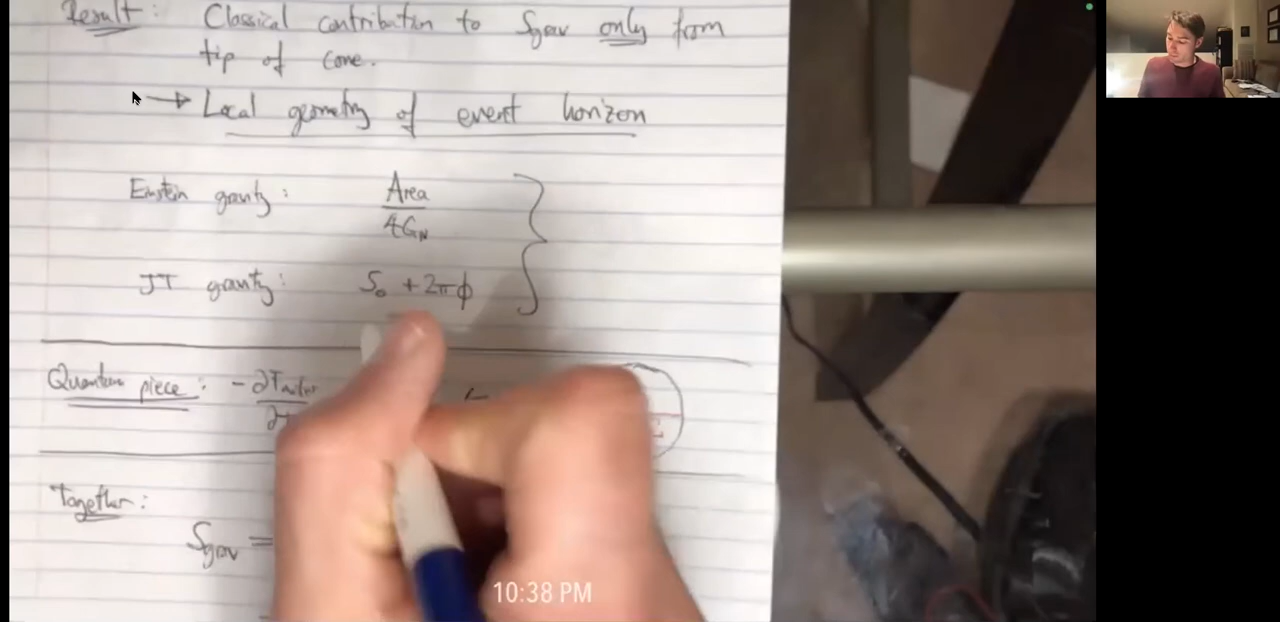 Result: Classical contribution to Sgrav only from
tip of cone.
→ Local geometry of event horizon
Einstein gravity: Area
4G_N
JT gravity: S₀ + 2πϕ
Quantum piece: -∂
Together:
Sgrav =
10:38 PM